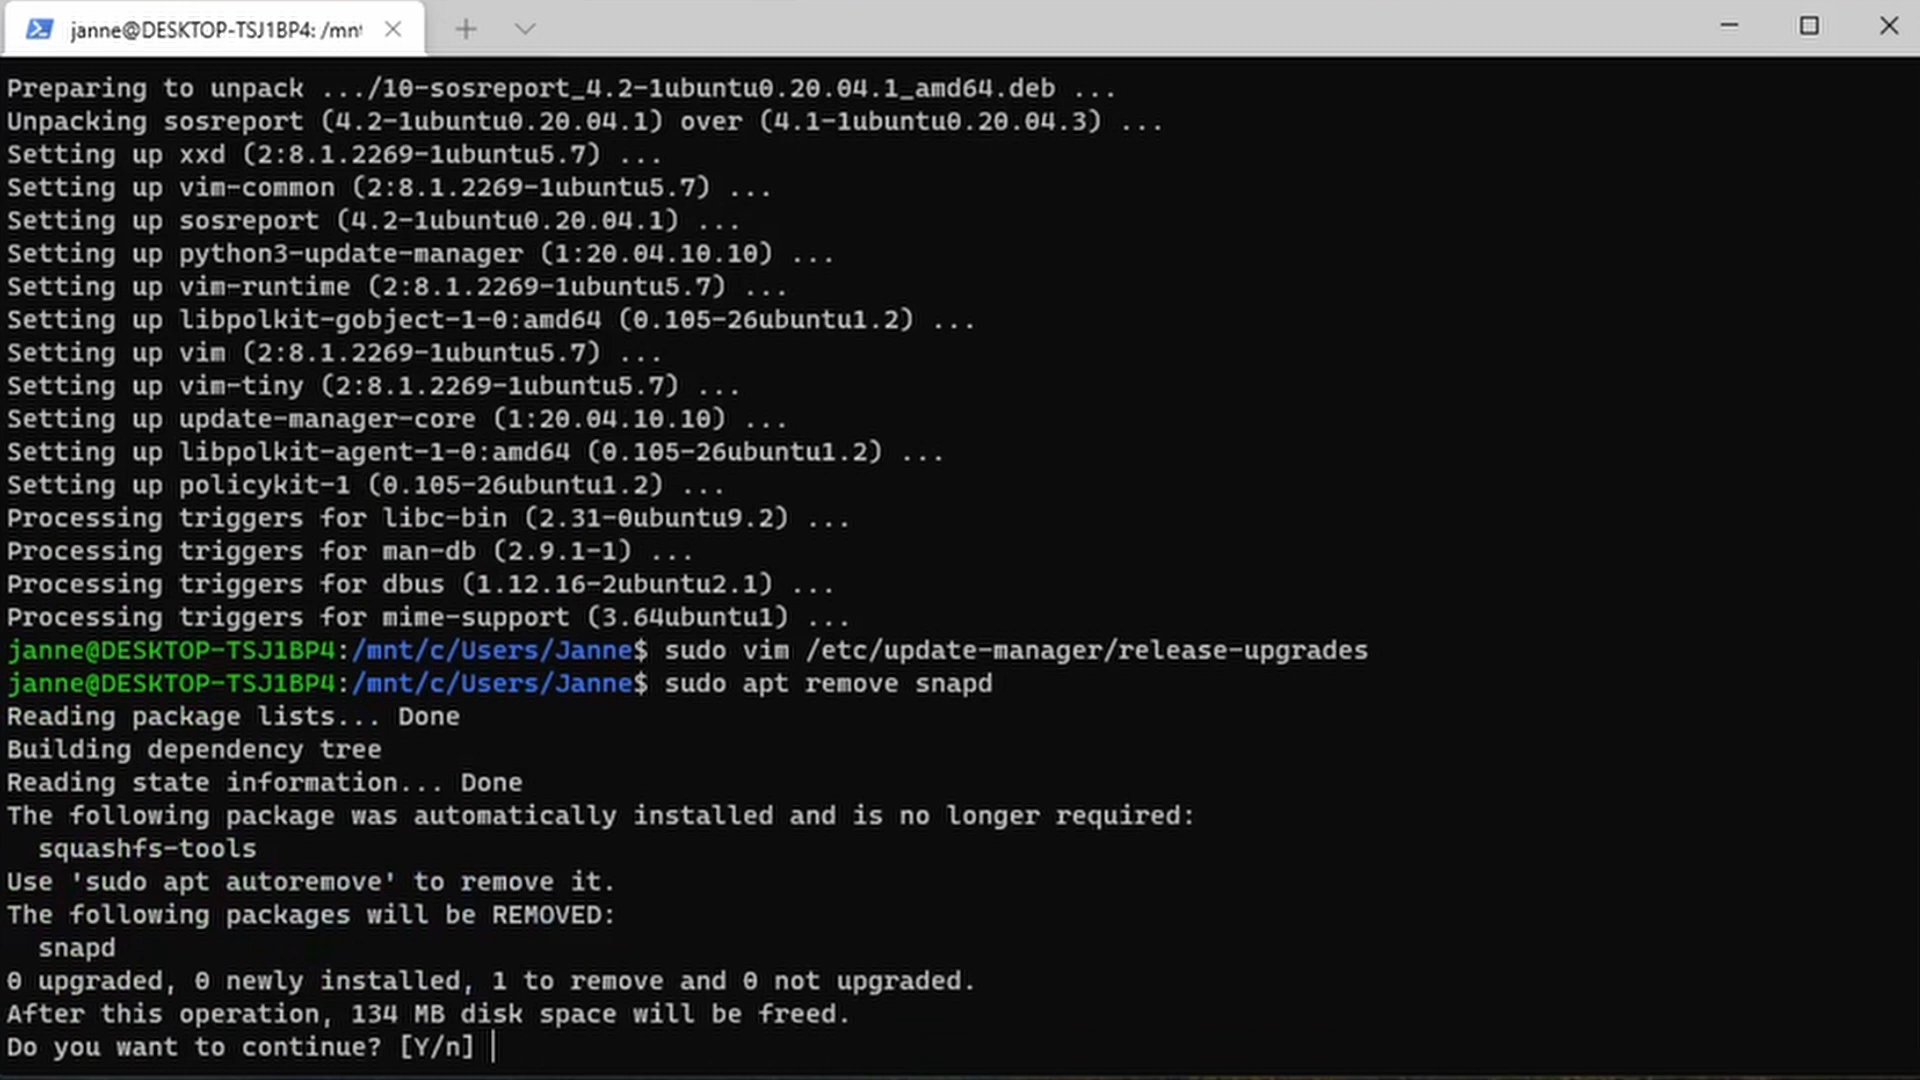 janne@DESKTOP-TSJ1BP4: /mnt
Preparing to unpack .../10-sosreport_4.2-1ubuntu0.20.04.1_amd64.deb ...
Unpacking sosreport (4.2-1ubuntu0.20.04.1) over (4.1-1ubuntu0.20.04.3) ...
Setting up xxd (2:8.1.2269-1ubuntu5.7) ...
Setting up vim-common (2:8.1.2269-1ubuntu5.7) ...
Setting up sosreport (4.2-1ubuntu0.20.04.1) ...
Setting up python3-update-manager (1:20.04.10.10) ...
Setting up vim-runtime (2:8.1.2269-1ubuntu5.7) ...
Setting up libpolkit-gobject-1-0:amd64 (0.105-26ubuntu1.2) ...
Setting up vim (2:8.1.2269-1ubuntu5.7) ...
Setting up vim-tiny (2:8.1.2269-1ubuntu5.7) ...
Setting up update-manager-core (1:20.04.10.10) ...
Setting up libpolkit-agent-1-0:amd64 (0.105-26ubuntu1.2) ...
Setting up policykit-1 (0.105-26ubuntu1.2) ...
Processing triggers for libc-bin (2.31-0ubuntu9.2) ...
Processing triggers for man-db (2.9.1-1) ...
Processing triggers for dbus (1.12.16-2ubuntu2.1) ...
Processing triggers for mime-support (3.64ubuntu1) ...
janne@DESKTOP-TSJ1BP4:/mnt/c/Users/Janne$ sudo vim /etc/update-manager/release-upgrades
janne@DESKTOP-TSJ1BP4:/mnt/c/Users/Janne$ sudo apt remove snapd
Reading package lists... Done
Building dependency tree
Reading state information... Done
The following package was automatically installed and is no longer required:
  squashfs-tools
Use 'sudo apt autoremove' to remove it.
The following packages will be REMOVED:
  snapd
0 upgraded, 0 newly installed, 1 to remove and 0 not upgraded.
After this operation, 134 MB disk space will be freed.
Do you want to continue? [Y/n]